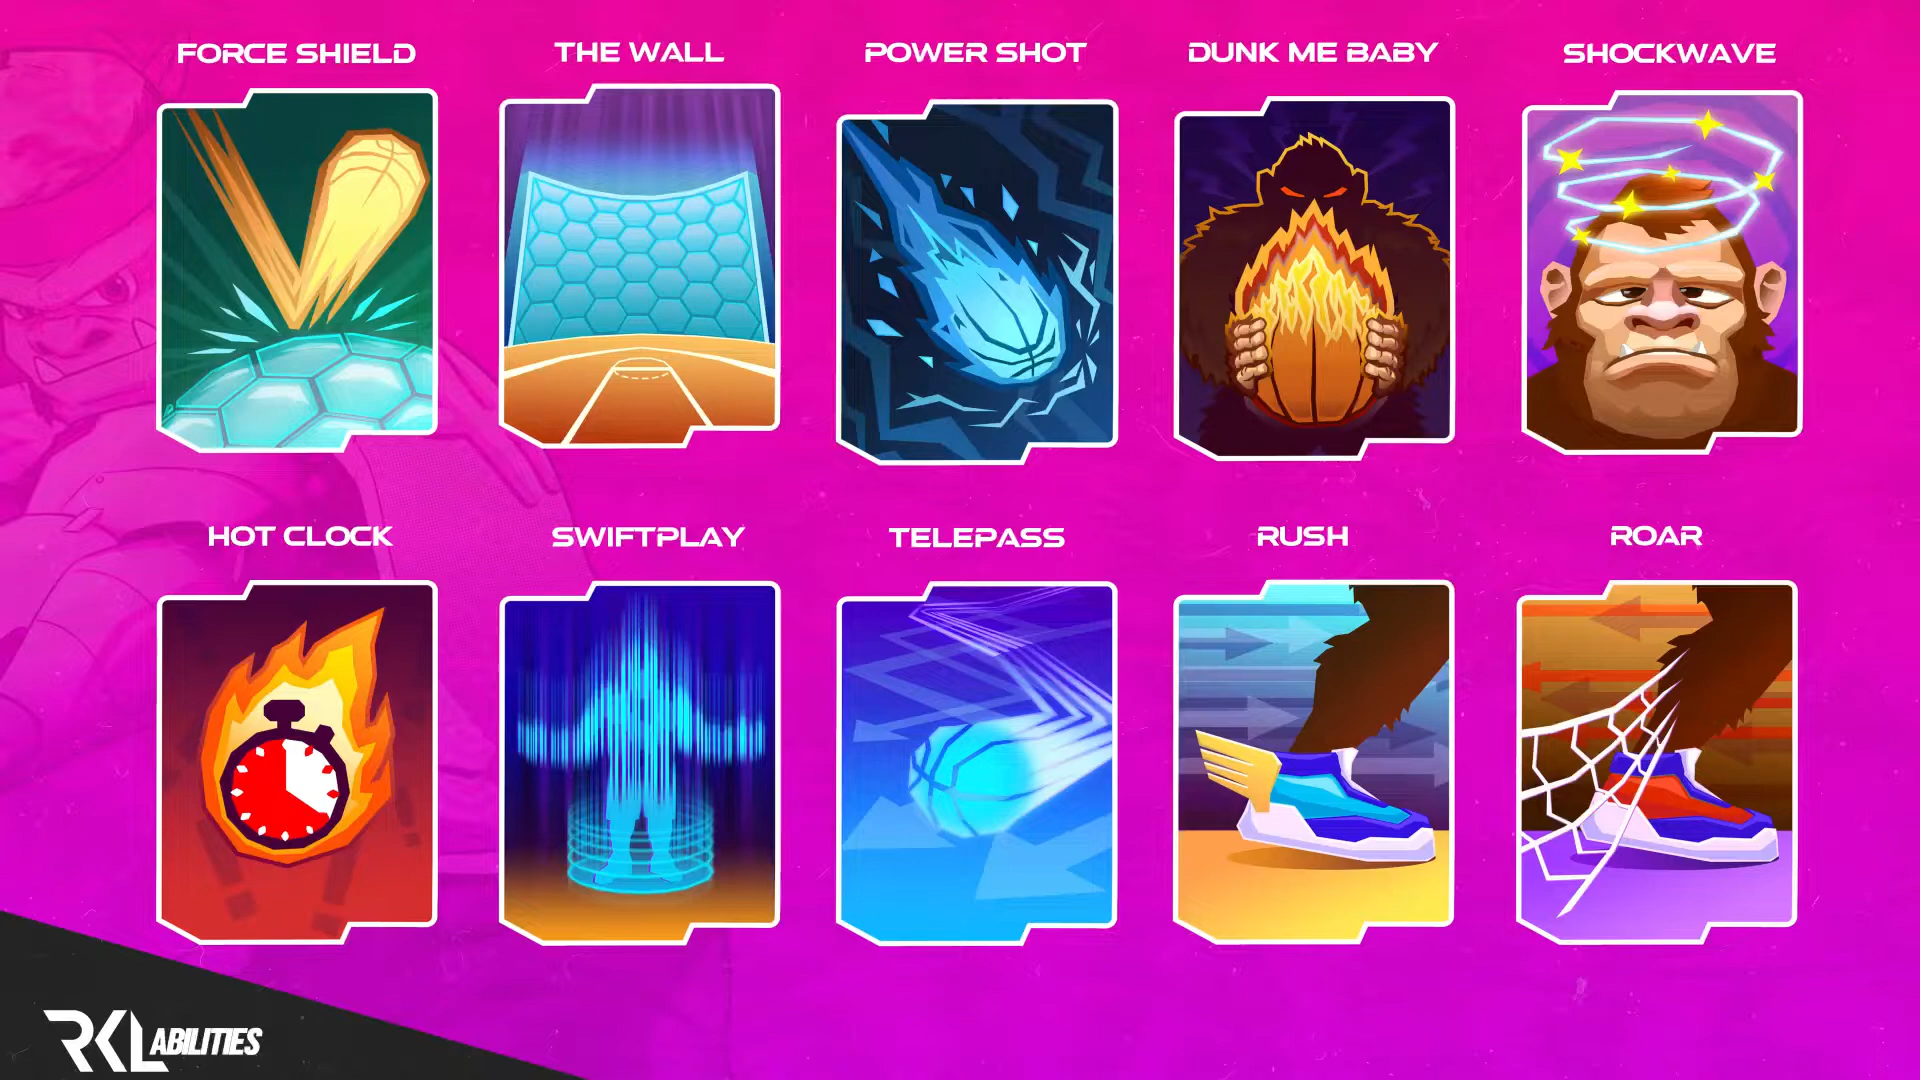 FORCE SHIELD
THE WALL
POWER SHOT
DUNK ME BABY
SHOCKWAVE
HOT CLOCK
SWIFTPLAY
TELEPASS
RUSH
ROAR
RKL ABILITIES